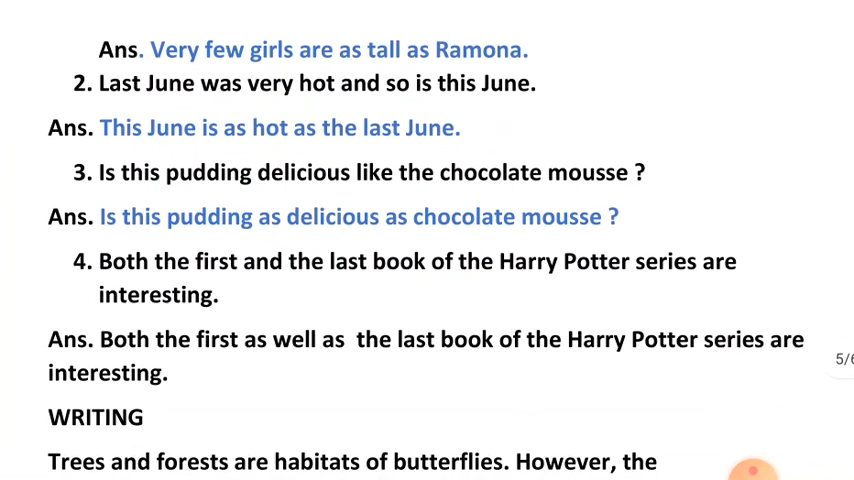 Ans. Very few girls are as tall as Ramona.
2. Last June was very hot and so is this June.
Ans. This June is as hot as the last June.
3. Is this pudding delicious like the chocolate mousse ?
Ans. Is this pudding as delicious as chocolate mousse ?
4. Both the first and the last book of the Harry Potter series are
interesting.
Ans. Both the first as well as  the last book of the Harry Potter series are
interesting.
5/6
WRITING
Trees and forests are habitats of butterflies. However, the